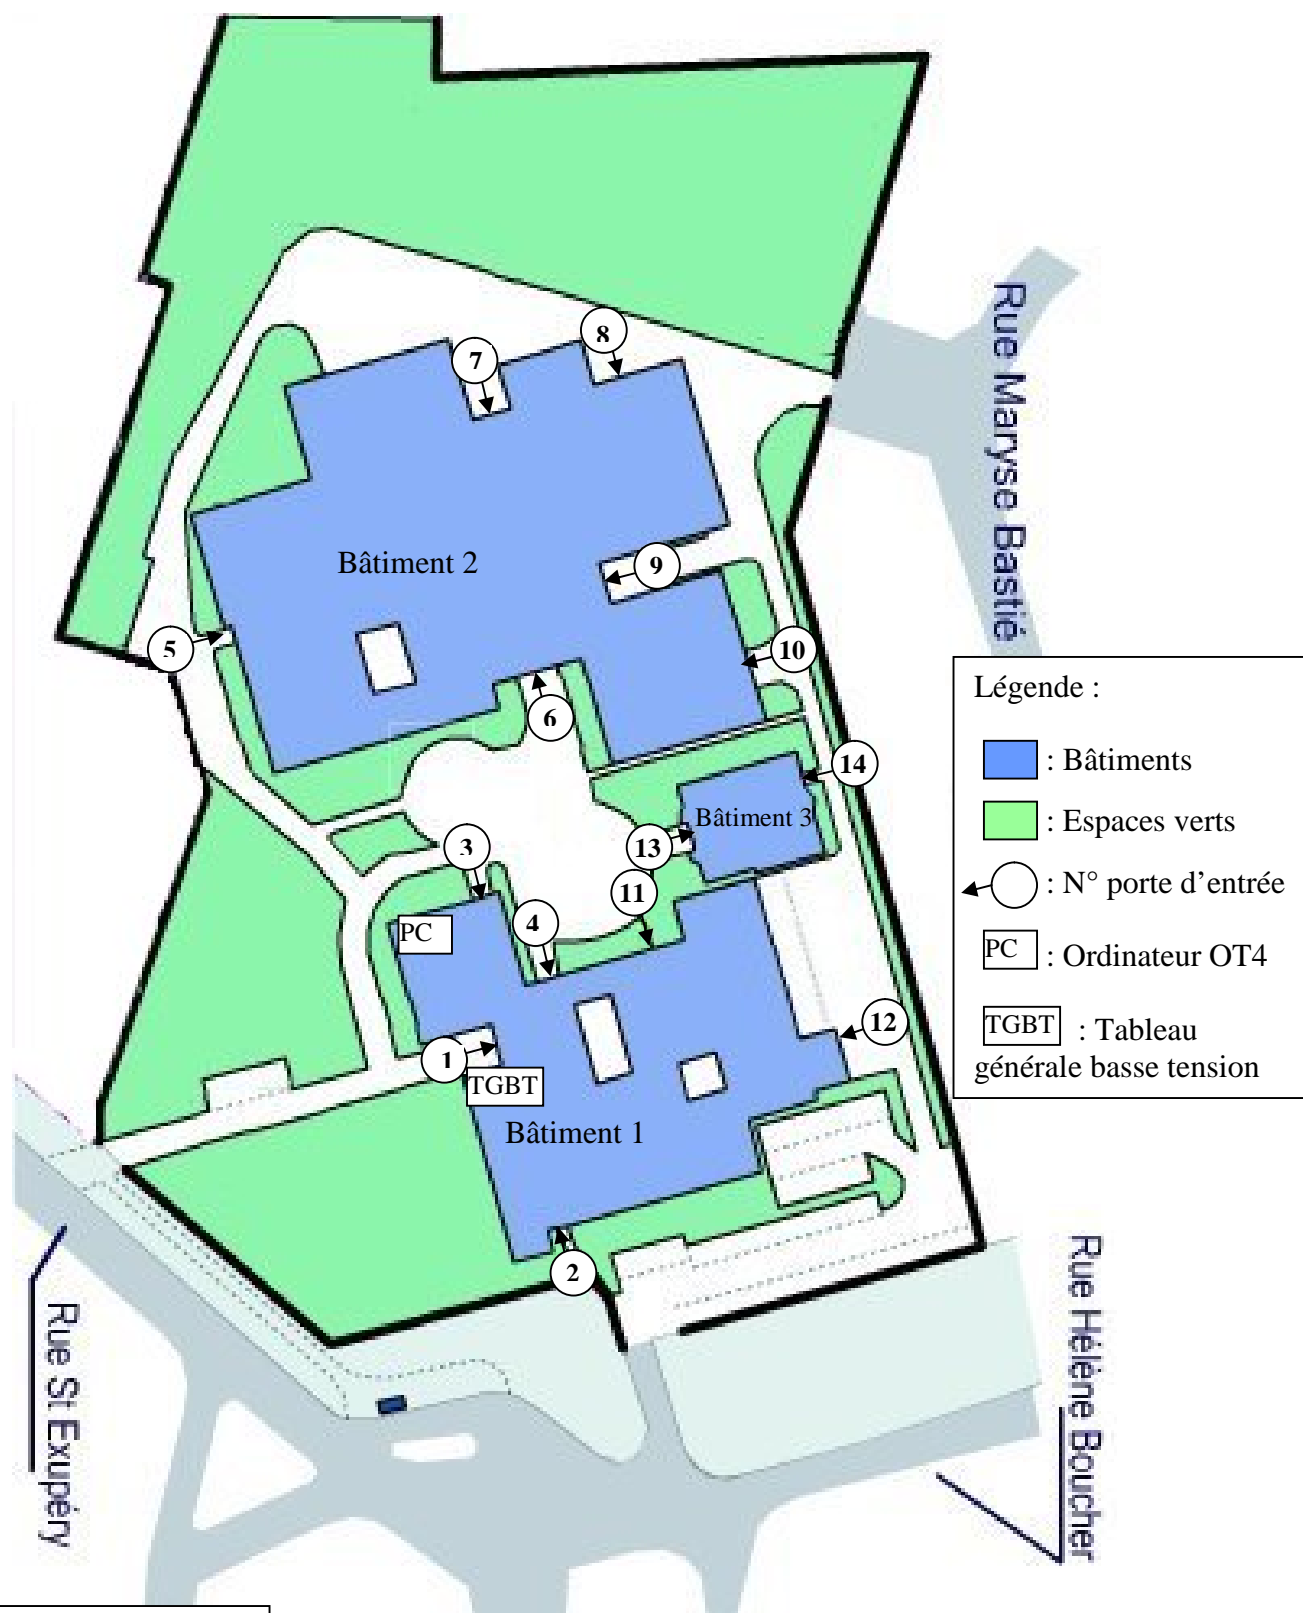 8
7
Rue Maryse Bastié
Bâtiment 2
9
5
10
6
Légende :
: Bâtiments
: Espaces verts
: N° porte d’entrée
PC : Ordinateur OT4
TGBT : Tableau
générale basse tension
14
Bâtiment 3
13
3
11
4
PC
12
1
TGBT
Bâtiment 1
2
Rue St Exupéry
Rue Hélène Boucher